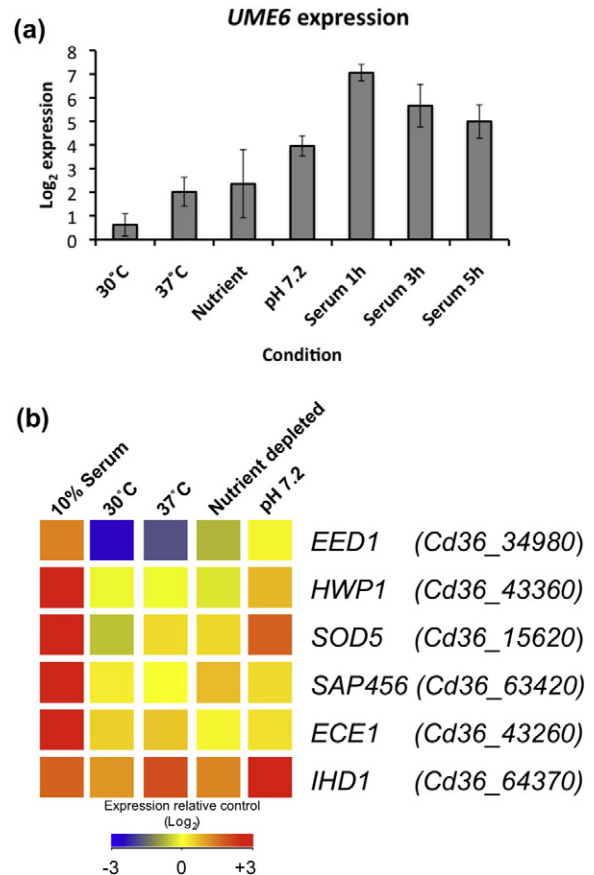 (a)
UME6 expression
Log2 expression
8
7
6
5
4
3
2
1
0
30°C
37°C
Nutrient
pH 7.2
Serum 1h
Serum 3h
Serum 5h
Condition
(b)
10% Serum
30°C
37°C
Nutrient depleted
pH 7.2
EED1 (Cd36_34980)
HWP1 (Cd36_43360)
SOD5 (Cd36_15620)
SAP456 (Cd36_63420)
ECE1 (Cd36_43260)
IHD1 (Cd36_64370)
Expression relative control
(Log2)
-3 0 +3